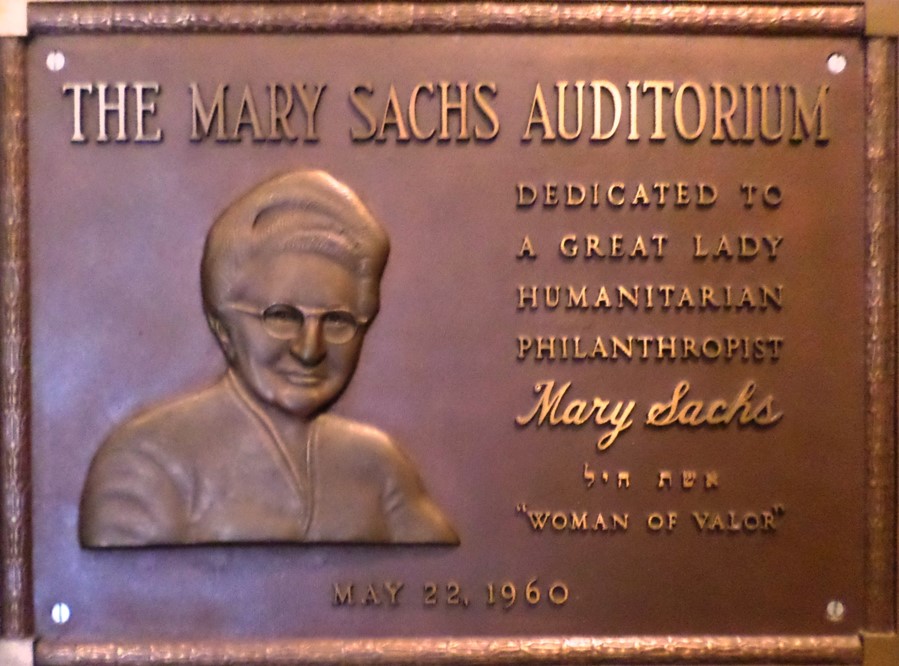 THE MARY SACHS AUDITORIUM
DEDICATED TO
A GREAT LADY
HUMANITARIAN
PHILANTHROPIST
Mary Sachs
אשת חיל
"WOMAN OF VALOR"
MAY 22, 1960